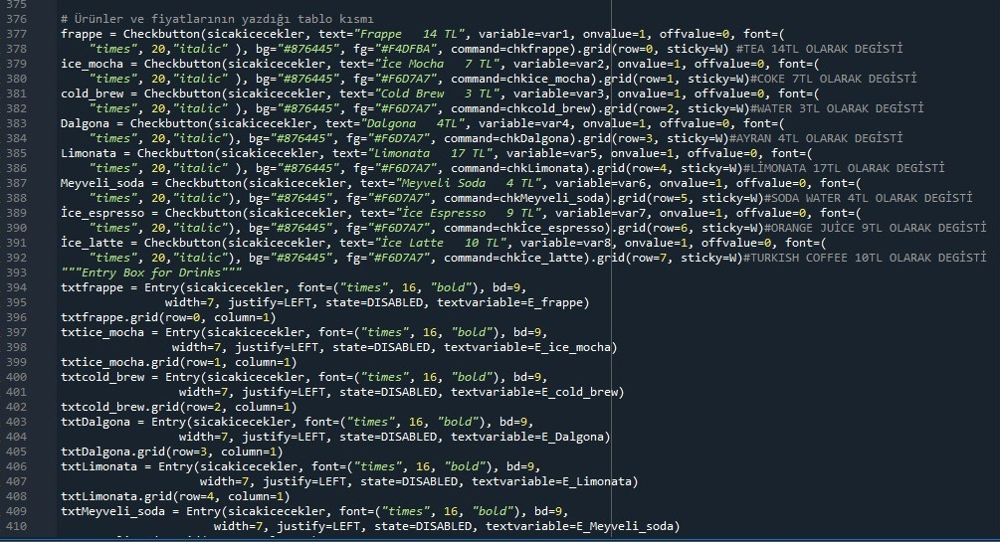 375
376 # Ürünler ve fiyatlarının yazdığı tablo kısmı
377 frappe = Checkbutton(sicakicecekler, text="Frappe   14 TL", variable=var1, onvalue=1, offvalue=0, font=(
378     "times", 20,"italic" ), bg="#876445", fg="#F4DFBA", command=chkfrappe).grid(row=0, sticky=W) #TEA 14TL OLARAK DEGİSTİ
379 ice_mocha = Checkbutton(sicakicecekler, text="İce Mocha   7 TL", variable=var2, onvalue=1, offvalue=0, font=(
380     "times", 20,"italic" ), bg="#876445", fg="#F6D7A7", command=chkice_mocha).grid(row=1, sticky=W)#COKE 7TL OLARAK DEGİSTİ
381 cold_brew = Checkbutton(sicakicecekler, text="Cold Brew   3 TL", variable=var3, onvalue=1, offvalue=0, font=(
382     "times", 20,"italic" ), bg="#876445", fg="#F6D7A7", command=chkcold_brew).grid(row=2, sticky=W)#WATER 3TL OLARAK DEGİSTİ
383 Dalgona = Checkbutton(sicakicecekler, text="Dalgona   4TL", variable=var4, onvalue=1, offvalue=0, font=(
384     "times", 20,"italic"), bg="#876445", fg="#F6D7A7", command=chkDalgona).grid(row=3, sticky=W)#AYRAN 4TL OLARAK DEGİSTİ
385 Limonata = Checkbutton(sicakicecekler, text="Limonata   17 TL", variable=var5, onvalue=1, offvalue=0, font=(
386     "times", 20,"italic" ), bg="#876445", fg="#F6D7A7", command=chkLimonata).grid(row=4, sticky=W)#LİMONATA 17TL OLARAK DEGİSTİ
387 Meyveli_soda = Checkbutton(sicakicecekler, text="Meyveli Soda   4 TL", variable=var6, onvalue=1, offvalue=0, font=(
388     "times", 20,"italic"), bg="#876445", fg="#F6D7A7", command=chkMeyveli_soda).grid(row=5, sticky=W)#SODA WATER 4TL OLARAK DEGİSTİ
389 İce_espresso = Checkbutton(sicakicecekler, text="İce Espresso   9 TL", variable=var7, onvalue=1, offvalue=0, font=(
390     "times", 20,"italic"), bg="#876445", fg="#F6D7A7", command=chkİce_espresso).grid(row=6, sticky=W)#ORANGE JUİCE 9TL OLARAK DEGİSTİ
391 İce_latte = Checkbutton(sicakicecekler, text="İce Latte   10 TL", variable=var8, onvalue=1, offvalue=0, font=(
392     "times", 20,"italic"), bg="#876445", fg="#F6D7A7", command=chkİce_latte).grid(row=7, sticky=W)#TURKISH COFFEE 10TL OLARAK DEGİSTİ
393 """Entry Box for Drinks"""
394 txtfrappe = Entry(sicakicecekler, font=("times", 16, "bold"), bd=9,
395                width=7, justify=LEFT, state=DISABLED, textvariable=E_frappe)
396 txtfrappe.grid(row=0, column=1)
397 txtice_mocha = Entry(sicakicecekler, font=("times", 16, "bold"), bd=9,
398                 width=7, justify=LEFT, state=DISABLED, textvariable=E_ice_mocha)
399 txtice_mocha.grid(row=1, column=1)
400 txtcold_brew = Entry(sicakicecekler, font=("times", 16, "bold"), bd=9,
401                  width=7, justify=LEFT, state=DISABLED, textvariable=E_cold_brew)
402 txtcold_brew.grid(row=2, column=1)
403 txtDalgona = Entry(sicakicecekler, font=("times", 16, "bold"), bd=9,
404                  width=7, justify=LEFT, state=DISABLED, textvariable=E_Dalgona)
405 txtDalgona.grid(row=3, column=1)
406 txtLimonata = Entry(sicakicecekler, font=("times", 16, "bold"), bd=9,
407                     width=7, justify=LEFT, state=DISABLED, textvariable=E_Limonata)
408 txtLimonata.grid(row=4, column=1)
409 txtMeyveli_soda = Entry(sicakicecekler, font=("times", 16, "bold"), bd=9,
410                       width=7, justify=LEFT, state=DISABLED, textvariable=E_Meyveli_soda)